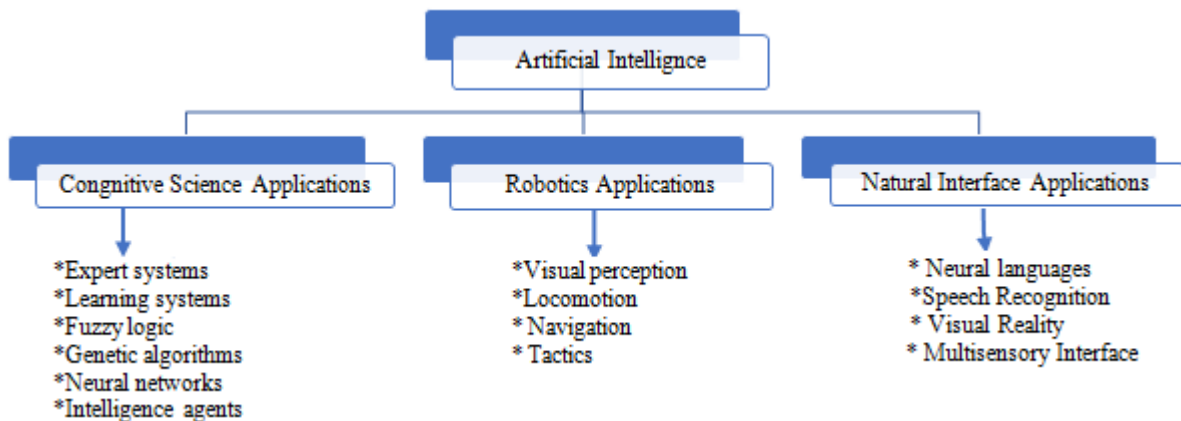 Artificial Intellignce
Congnitive Science Applications
*Expert systems
*Learning systems
*Fuzzy logic
*Genetic algorithms
*Neural networks
*Intelligence agents
Robotics Applications
*Visual perception
*Locomotion
* Navigation
* Tactics
Natural Interface Applications
* Neural languages
*Speech Recognition
* Visual Reality
* Multisensory Interface